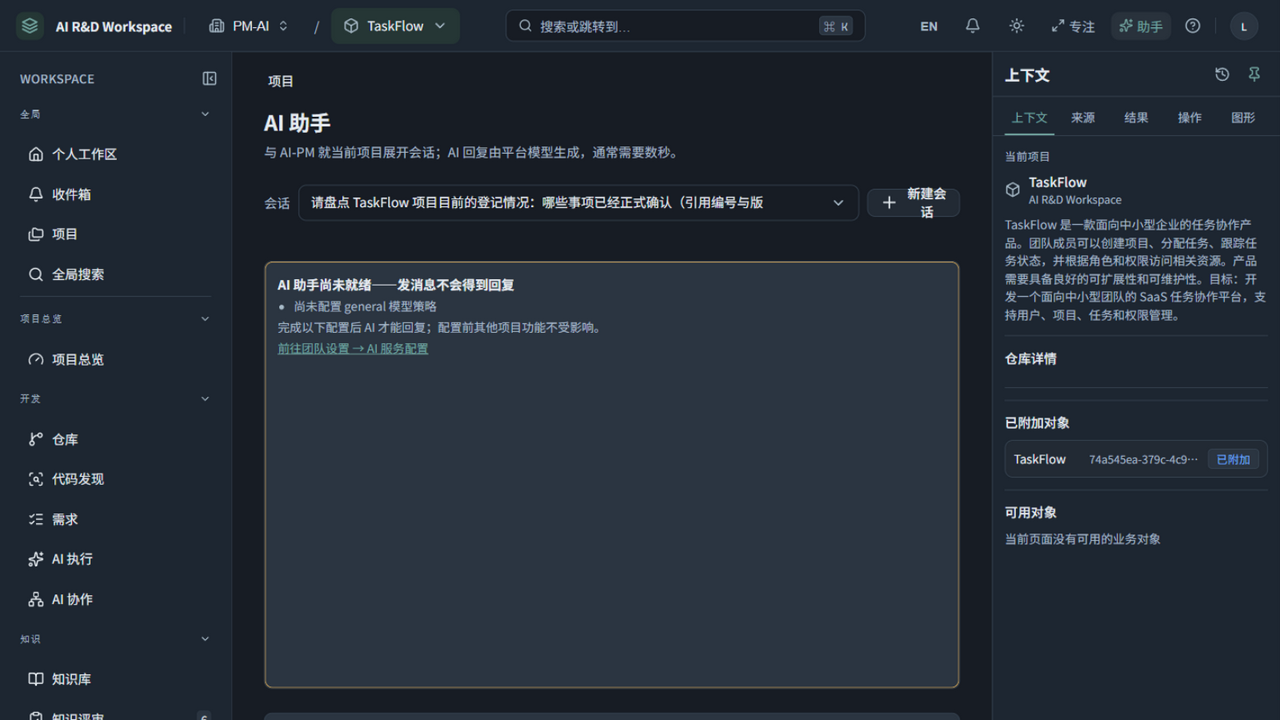 AI R&D Workspace
PM-AI
/
TaskFlow
搜索或跳转到…
⌘ K
EN
专注
助手
L
WORKSPACE
全局
个人工作区
收件箱
项目
全局搜索
项目总览
项目总览
开发
仓库
代码发现
需求
AI 执行
AI 协作
知识
知识库
知识评审
项目
AI 助手
与 AI-PM 就当前项目展开会话；AI 回复由平台模型生成，通常需要数秒。
会话
请盘点 TaskFlow 项目目前的登记情况：哪些事项已经正式确认（引用编号与版
新建会
话
AI 助手尚未就绪——发消息不会得到回复
• 尚未配置 general 模型策略
完成以下配置后 AI 才能回复；配置前其他项目功能不受影响。
前往团队设置 → AI 服务配置
上下文
上下文
来源
结果
操作
图形
当前项目
TaskFlow
AI R&D Workspace
TaskFlow 是一款面向中小型企业的任务协作产
品。团队成员可以创建项目、分配任务、跟踪任
务状态，并根据角色和权限访问相关资源。产品
需要具备良好的可扩展性和可维护性。目标：开
发一个面向中小型团队的 SaaS 任务协作平台，支
持用户、项目、任务和权限管理。
仓库详情
已附加对象
TaskFlow
74a545ea-379c-4c9…
已附加
可用对象
当前页面没有可用的业务对象